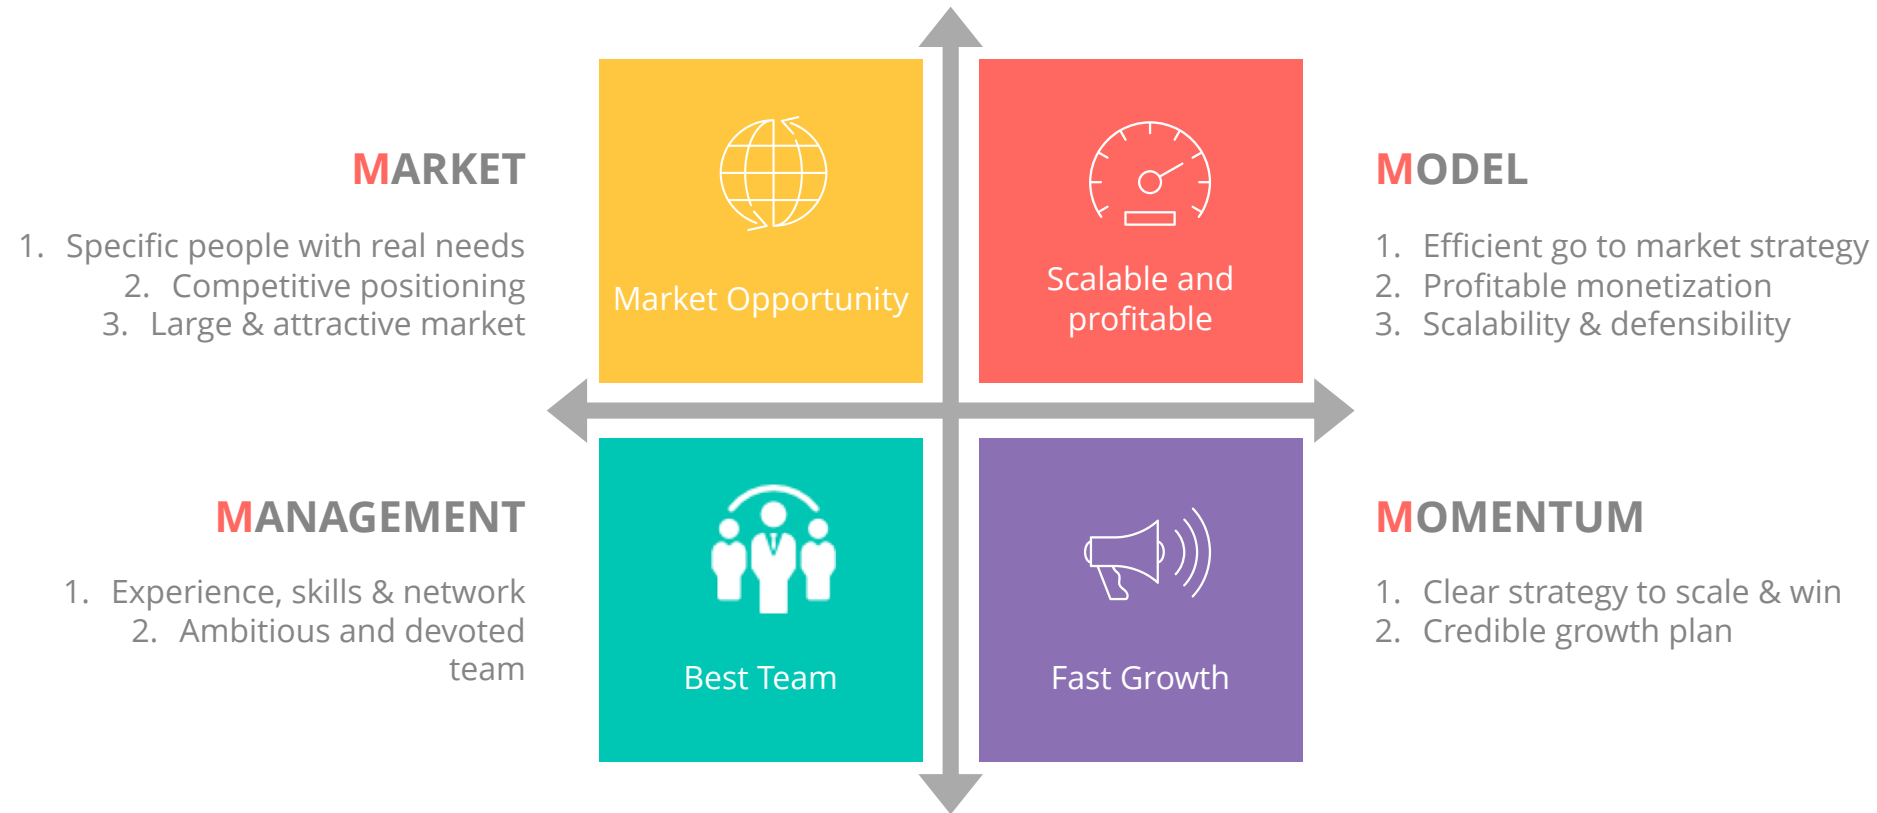 MARKET
1. Specific people with real needs
2. Competitive positioning
3. Large & attractive market
Market Opportunity
Scalable and
profitable
MODEL
1. Efficient go to market strategy
2. Profitable monetization
3. Scalability & defensibility
MANAGEMENT
1. Experience, skills & network
2. Ambitious and devoted
team
Best Team
Fast Growth
MOMENTUM
1. Clear strategy to scale & win
2. Credible growth plan